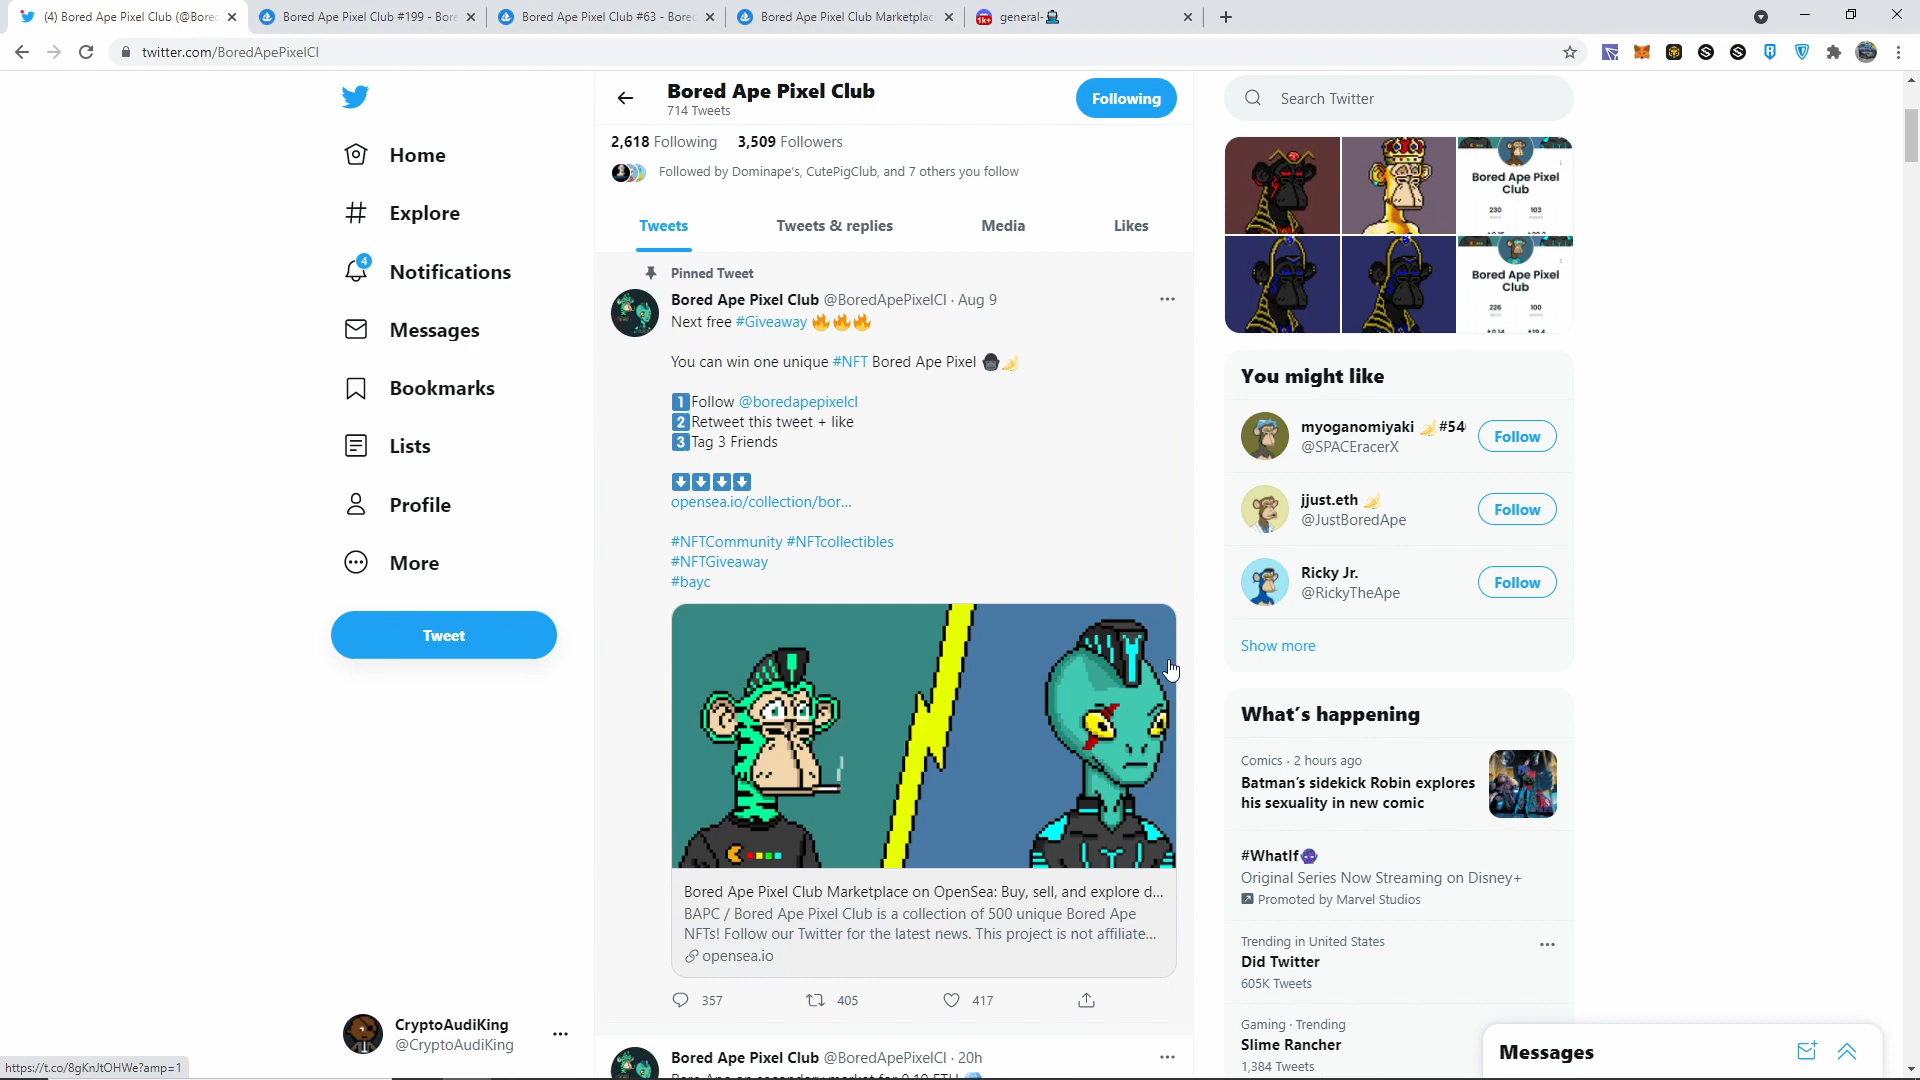 (4) Bored Ape Pixel Club (@Bored
Bored Ape Pixel Club #199 - Bore
Bored Ape Pixel Club #63 - Bored
Bored Ape Pixel Club Marketplac
1k+
general-
twitter.com/BoredApePixelCl
Home
Explore
4
Notifications
Messages
Bookmarks
Lists
Profile
More
Tweet
CryptoAudiKing
@CryptoAudiKing
https://t.co/8gKnJtOHWe?amp=1
Bored Ape Pixel Club
714 Tweets
Following
2,618 Following 3,509 Followers
Followed by Dominape's, CutePigClub, and 7 others you follow
Tweets
Tweets & replies
Media
Likes
Pinned Tweet
Bored Ape Pixel Club @BoredApePixelCl · Aug 9
Next free #Giveaway 🔥🔥🔥
You can win one unique #NFT Bored Ape Pixel 🦍🍌
1️⃣Follow @boredapepixelcl
2️⃣Retweet this tweet + like
3️⃣Tag 3 Friends
⬇️⬇️⬇️⬇️
opensea.io/collection/bor...
#NFTCommunity #NFTcollectibles
#NFTGiveaway
#bayc
Bored Ape Pixel Club Marketplace on OpenSea: Buy, sell, and explore d...
BAPC / Bored Ape Pixel Club is a collection of 500 unique Bored Ape
NFTs! Follow our Twitter for the latest news. This project is not affiliate...
opensea.io
357
405
417
Bored Ape Pixel Club @BoredApePixelCl · 20h
Search Twitter
Bored Ape Pixel
Club
230
103
Bored Ape Pixel
Club
226
100
You might like
myoganomiyaki 🍌#54
@SPACEracerX
Follow
jjust.eth 🍌
@JustBoredApe
Follow
Ricky Jr.
@RickyTheApe
Follow
Show more
What's happening
Comics · 2 hours ago
Batman's sidekick Robin explores
his sexuality in new comic
#WhatIf
Original Series Now Streaming on Disney+
Promoted by Marvel Studios
Trending in United States
Did Twitter
605K Tweets
Gaming · Trending
Slime Rancher
1,384 Tweets
Messages